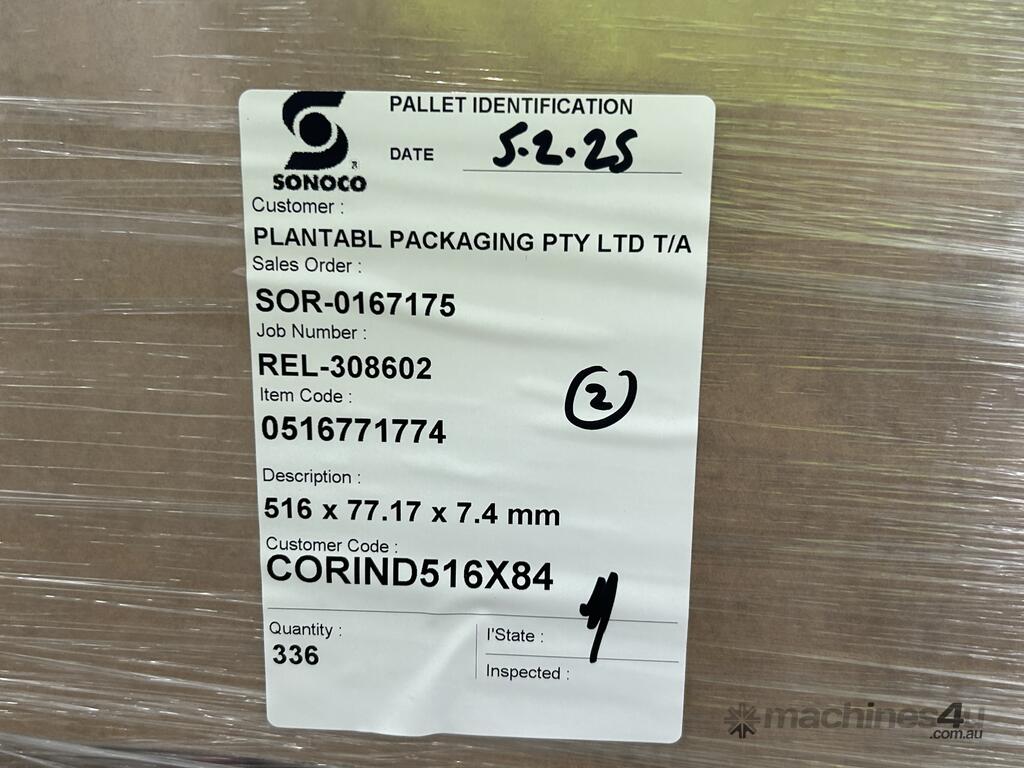 PALLET IDENTIFICATION
DATE 5.2.25
SONOCO
Customer :
PLANTABL PACKAGING PTY LTD T/A
Sales Order :
SOR-0167175
Job Number :
REL-308602
2
Item Code :
0516771774
Description :
516 x 77.17 x 7.4 mm
Customer Code :
CORIND516X84
Quantity :
336
I'State :
Inspected :
machines4u
.com.au